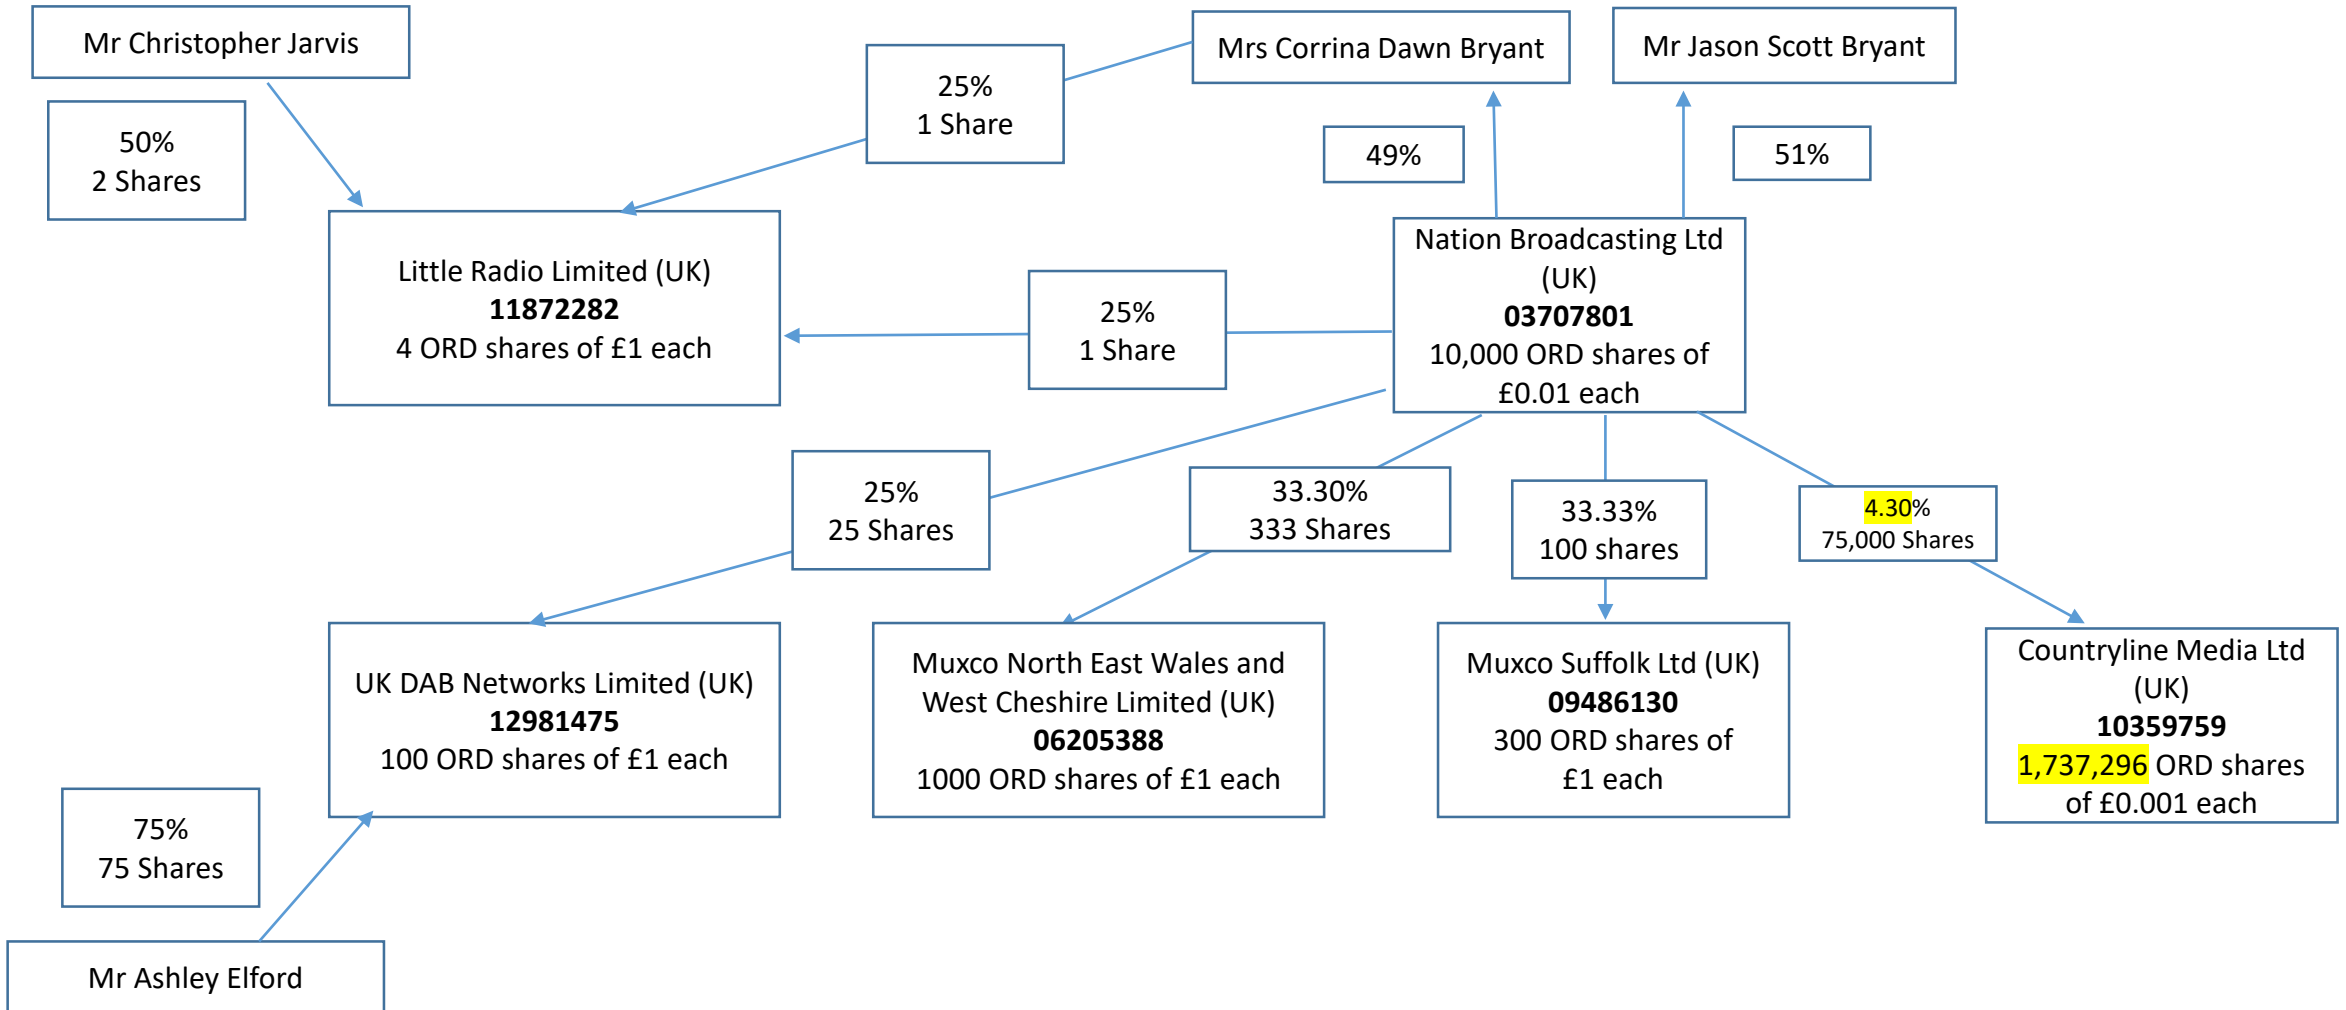 Mr Christopher Jarvis
Mrs Corrina Dawn Bryant
Mr Jason Scott Bryant
50%
2 Shares
25%
1 Share
49%
51%
Little Radio Limited (UK)
11872282
4 ORD shares of £1 each
25%
1 Share
Nation Broadcasting Ltd
(UK)
03707801
10,000 ORD shares of
£0.01 each
25%
25 Shares
33.30%
333 Shares
33.33%
100 shares
4.30%
75,000 Shares
UK DAB Networks Limited (UK)
12981475
100 ORD shares of £1 each
Muxco North East Wales and
West Cheshire Limited (UK)
06205388
1000 ORD shares of £1 each
Muxco Suffolk Ltd (UK)
09486130
300 ORD shares of
£1 each
Countryline Media Ltd
(UK)
10359759
1,737,296 ORD shares
of £0.001 each
75%
75 Shares
Mr Ashley Elford